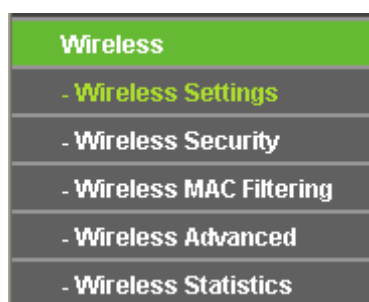 Wireless
- Wireless Settings
- Wireless Security
- Wireless MAC Filtering
- Wireless Advanced
- Wireless Statistics